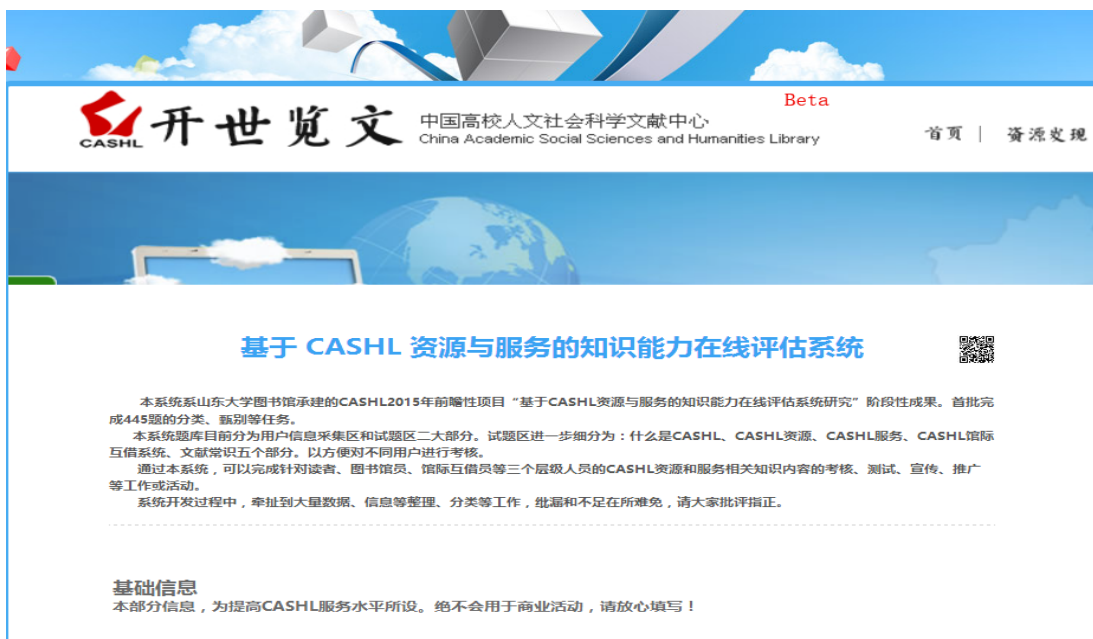 Beta
CASHL
开世览文
中国高校人文社会科学文献中心
China Academic Social Sciences and Humanities Library
首页 | 资源发现
基于 CASHL 资源与服务的知识能力在线评估系统
本系统系山东大学图书馆承建的CASHL2015年前瞻性项目“基于CASHL资源与服务的知识能力在线评估系统研究”阶段性成果。首批完
成445题的分类、甄别等任务。
本系统题库目前分为用户信息采集区和试题区二大部分。试题区进一步细分为：什么是CASHL、CASHL资源、CASHL服务、CASHL馆际
互借系统、文献常识五个部分。以方便对不同用户进行考核。
通过本系统，可以完成针对读者、图书馆员、馆际互借员等三个层级人员的CASHL资源和服务相关知识内容的考核、测试、宣传、推广
等工作或活动。
系统开发过程中，牵扯到大量数据、信息等整理、分类等工作，纰漏和不足在所难免，请大家批评指正。
基础信息
本部分信息，为提高CASHL服务水平所设。绝不会用于商业活动，请放心填写！